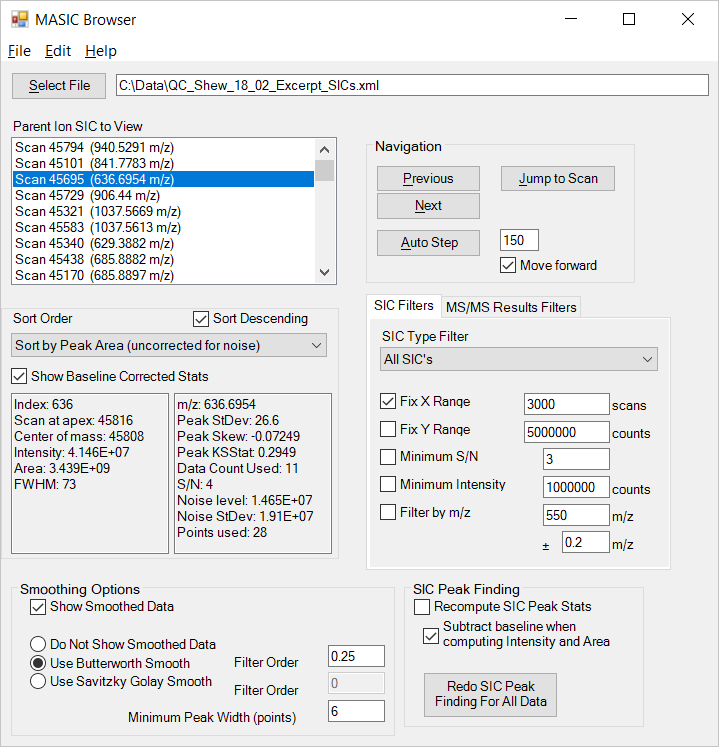 MASIC Browser
File Edit Help
Select File C:\Data\QC_Shew_18_02_Excerpt_SICs.xml
Parent Ion SIC to View
Scan 45794 (940.5291 m/z)
Scan 45101 (841.7783 m/z)
Scan 45695 (636.6954 m/z)
Scan 45729 (906.44 m/z)
Scan 45321 (1037.5669 m/z)
Scan 45583 (1037.5613 m/z)
Scan 45340 (629.3882 m/z)
Scan 45438 (685.8882 m/z)
Scan 45170 (685.8897 m/z)
Navigation
Previous Jump to Scan
Next
Auto Step 150
Move forward
Sort Order Sort Descending
Sort by Peak Area (uncorrected for noise)
Show Baseline Corrected Stats
Index: 636
Scan at apex: 45816
Center of mass: 45808
Intensity: 4.146E+07
Area: 3.439E+09
FWHM: 73
m/z: 636.6954
Peak StDev: 26.6
Peak Skew: -0.07249
Peak KSStat: 0.2949
Data Count Used: 11
S/N: 4
Noise level: 1.465E+07
Noise StDev: 1.91E+07
Points used: 28
SIC Filters MS/MS Results Filters
SIC Type Filter
All SIC's
Fix X Range 3000 scans
Fix Y Range 5000000 counts
Minimum S/N 3
Minimum Intensity 1000000 counts
Filter by m/z 550 m/z
± 0.2 m/z
Smoothing Options
Show Smoothed Data
Do Not Show Smoothed Data
Use Butterworth Smooth Filter Order 0.25
Use Savitzky Golay Smooth Filter Order 0
Minimum Peak Width (points) 6
SIC Peak Finding
Recompute SIC Peak Stats
Subtract baseline when
computing Intensity and Area
Redo SIC Peak
Finding For All Data